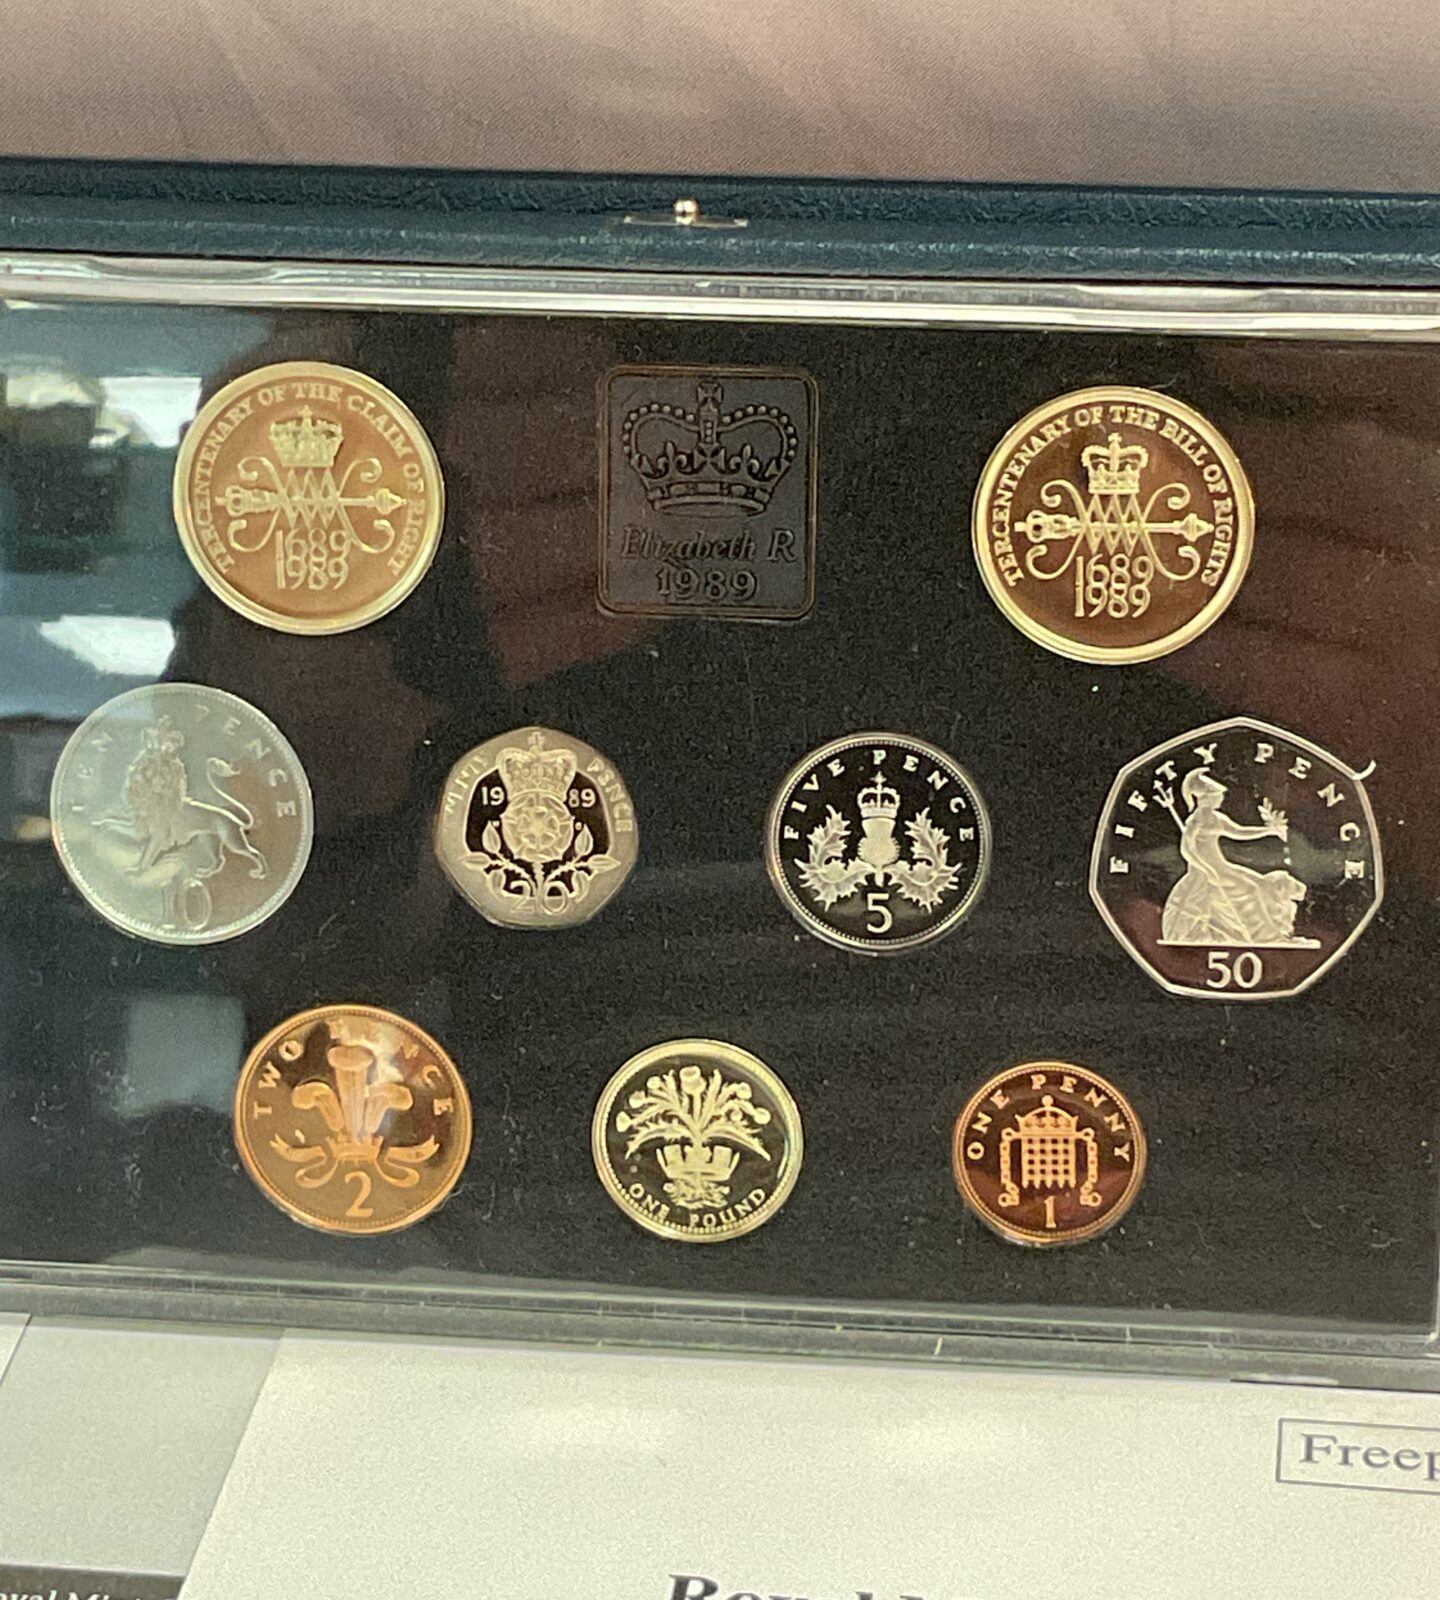 TERCENTENARY OF THE CLAIM OF RIGHT
1689
1989
Elizabeth R
1989
TERCENTENARY OF THE BILL OF RIGHTS
1689
1989
TEN PENCE
10
TWENTY PENCE
19 89
20
FIVE PENCE
5
FIFTY PENCE
50
TWO PENCE
2
ONE POUND
ONE PENNY
1
Freep
Royal